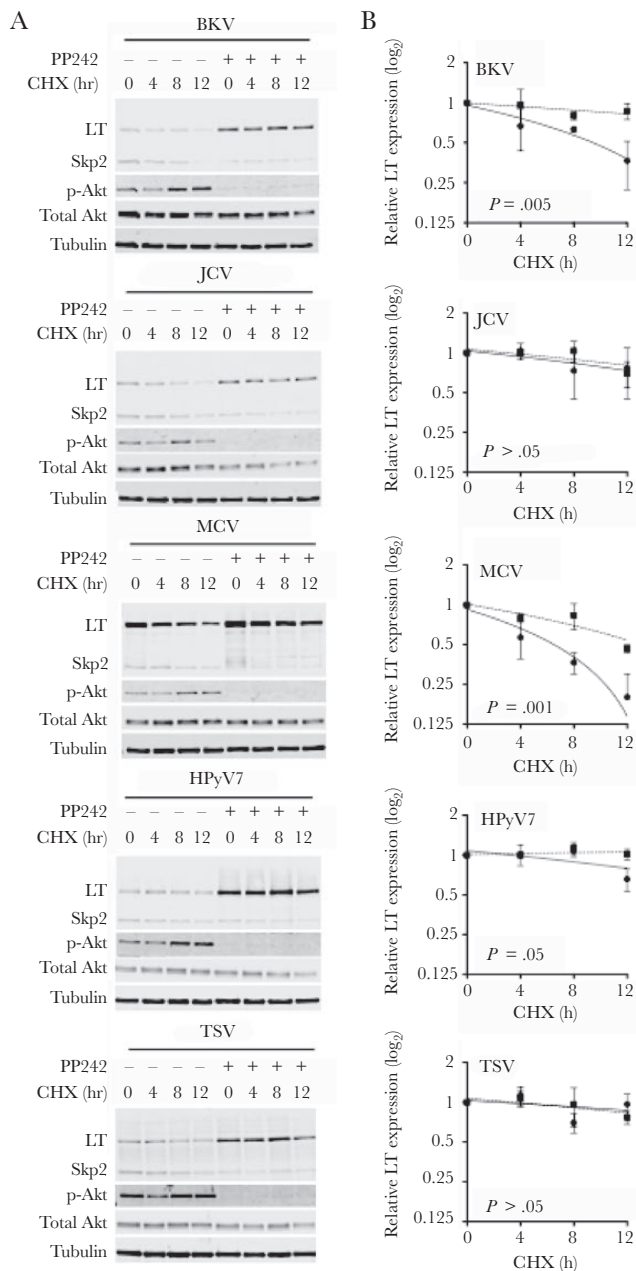 A
BKV
PP242 – – – – + + + +
CHX (hr) 0 4 8 12 0 4 8 12
LT
Skp2
p-Akt
Total Akt
Tubulin
JCV
PP242 – – – – + + + +
CHX (hr) 0 4 8 12 0 4 8 12
LT
Skp2
p-Akt
Total Akt
Tubulin
MCV
PP242 – – – – + + + +
CHX (hr) 0 4 8 12 0 4 8 12
LT
Skp2
p-Akt
Total Akt
Tubulin
HPyV7
PP242 – – – – + + + +
CHX (hr) 0 4 8 12 0 4 8 12
LT
Skp2
p-Akt
Total Akt
Tubulin
TSV
PP242 – – – – + + + +
CHX (hr) 0 4 8 12 0 4 8 12
LT
Skp2
p-Akt
Total Akt
Tubulin
B
Relative LT expression (log2)
2
1
0.5
0.25
0.125
BKV
P = .005
0 4 8 12
CHX (h)
Relative LT expression (log2)
2
1
0.5
0.25
0.125
JCV
P > .05
0 4 8 12
CHX (h)
Relative LT expression (log2)
2
1
0.5
0.25
0.125
MCV
P = .001
0 4 8 12
CHX (h)
Relative LT expression (log2)
2
1
0.5
0.25
0.125
HPyV7
P = .05
0 4 8 12
CHX (h)
Relative LT expression (log2)
2
1
0.5
0.25
0.125
TSV
P > .05
0 4 8 12
CHX (h)